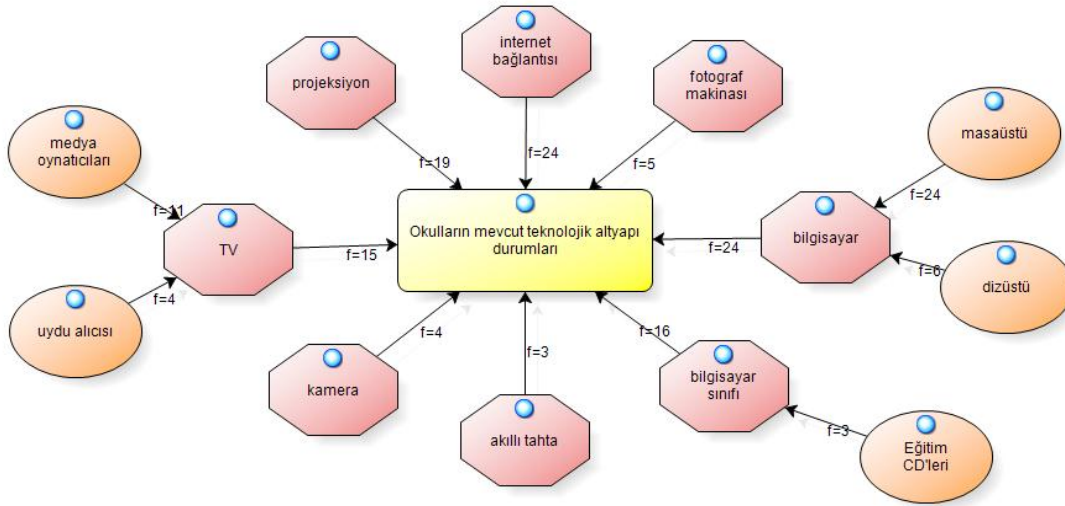 internet
bağlantısı
projeksiyon
fotograf
makinası
medya
oynatıcıları
masaüstü
f=19
f=24
f=5
f=11
f=24
TV
Okulların mevcut teknolojik altyapı
durumları
bilgisayar
f=15
f=24
f=6
dizüstü
f=4
uydu alıcısı
f=4
f=3
f=16
kamera
bilgisayar
sınıfı
akıllı tahta
f=3
Eğitim
CD'leri